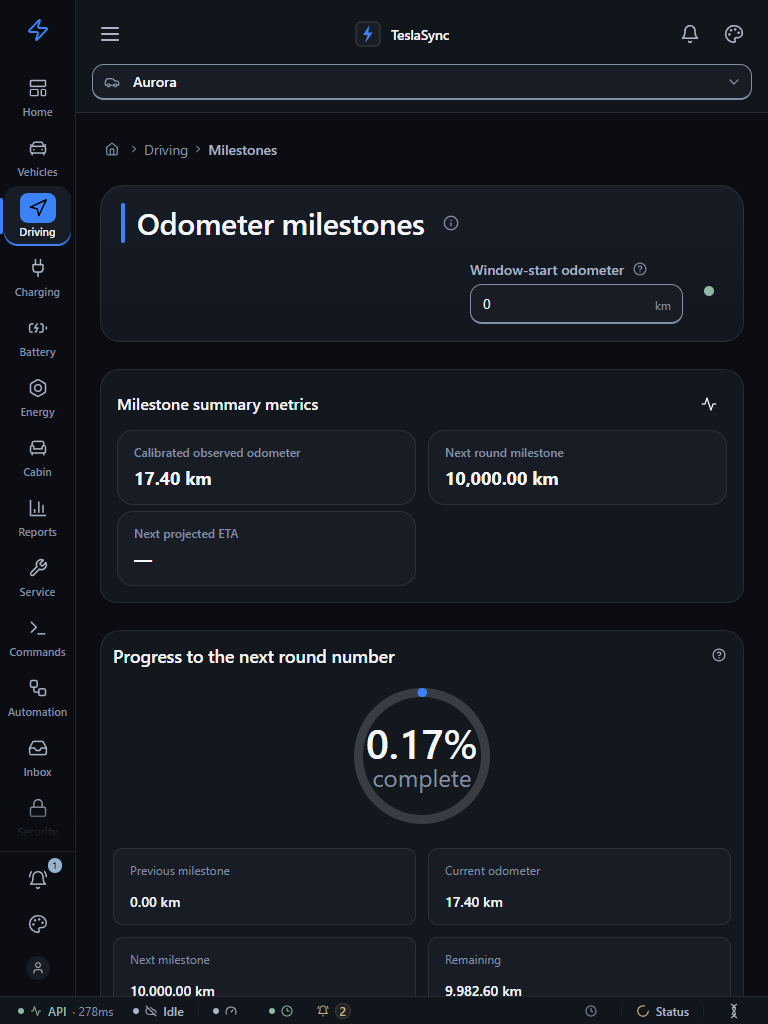 TeslaSync
Aurora
Home
Vehicles
Driving
Charging
Battery
Energy
Cabin
Reports
Service
Commands
Automation
Inbox
Security
1
Driving > Milestones
Odometer milestones
Window-start odometer
0 km
Milestone summary metrics
Calibrated observed odometer
17.40 km
Next round milestone
10,000.00 km
Next projected ETA
—
Progress to the next round number
0.17%
complete
Previous milestone
0.00 km
Current odometer
17.40 km
Next milestone
10,000.00 km
Remaining
9,982.60 km
API · 278ms
Idle
2
Status